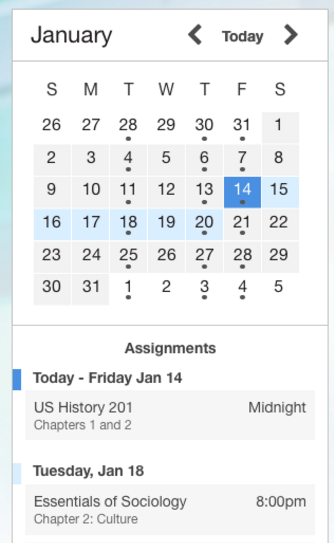 January Today
S M T W T F S
26 27 28 29 30 31 1
2 3 4 5 6 7 8
9 10 11 12 13 14 15
16 17 18 19 20 21 22
23 24 25 26 27 28 29
30 31 1 2 3 4 5
Assignments
Today - Friday Jan 14
US History 201 Midnight
Chapters 1 and 2
Tuesday, Jan 18
Essentials of Sociology 8:00pm
Chapter 2: Culture